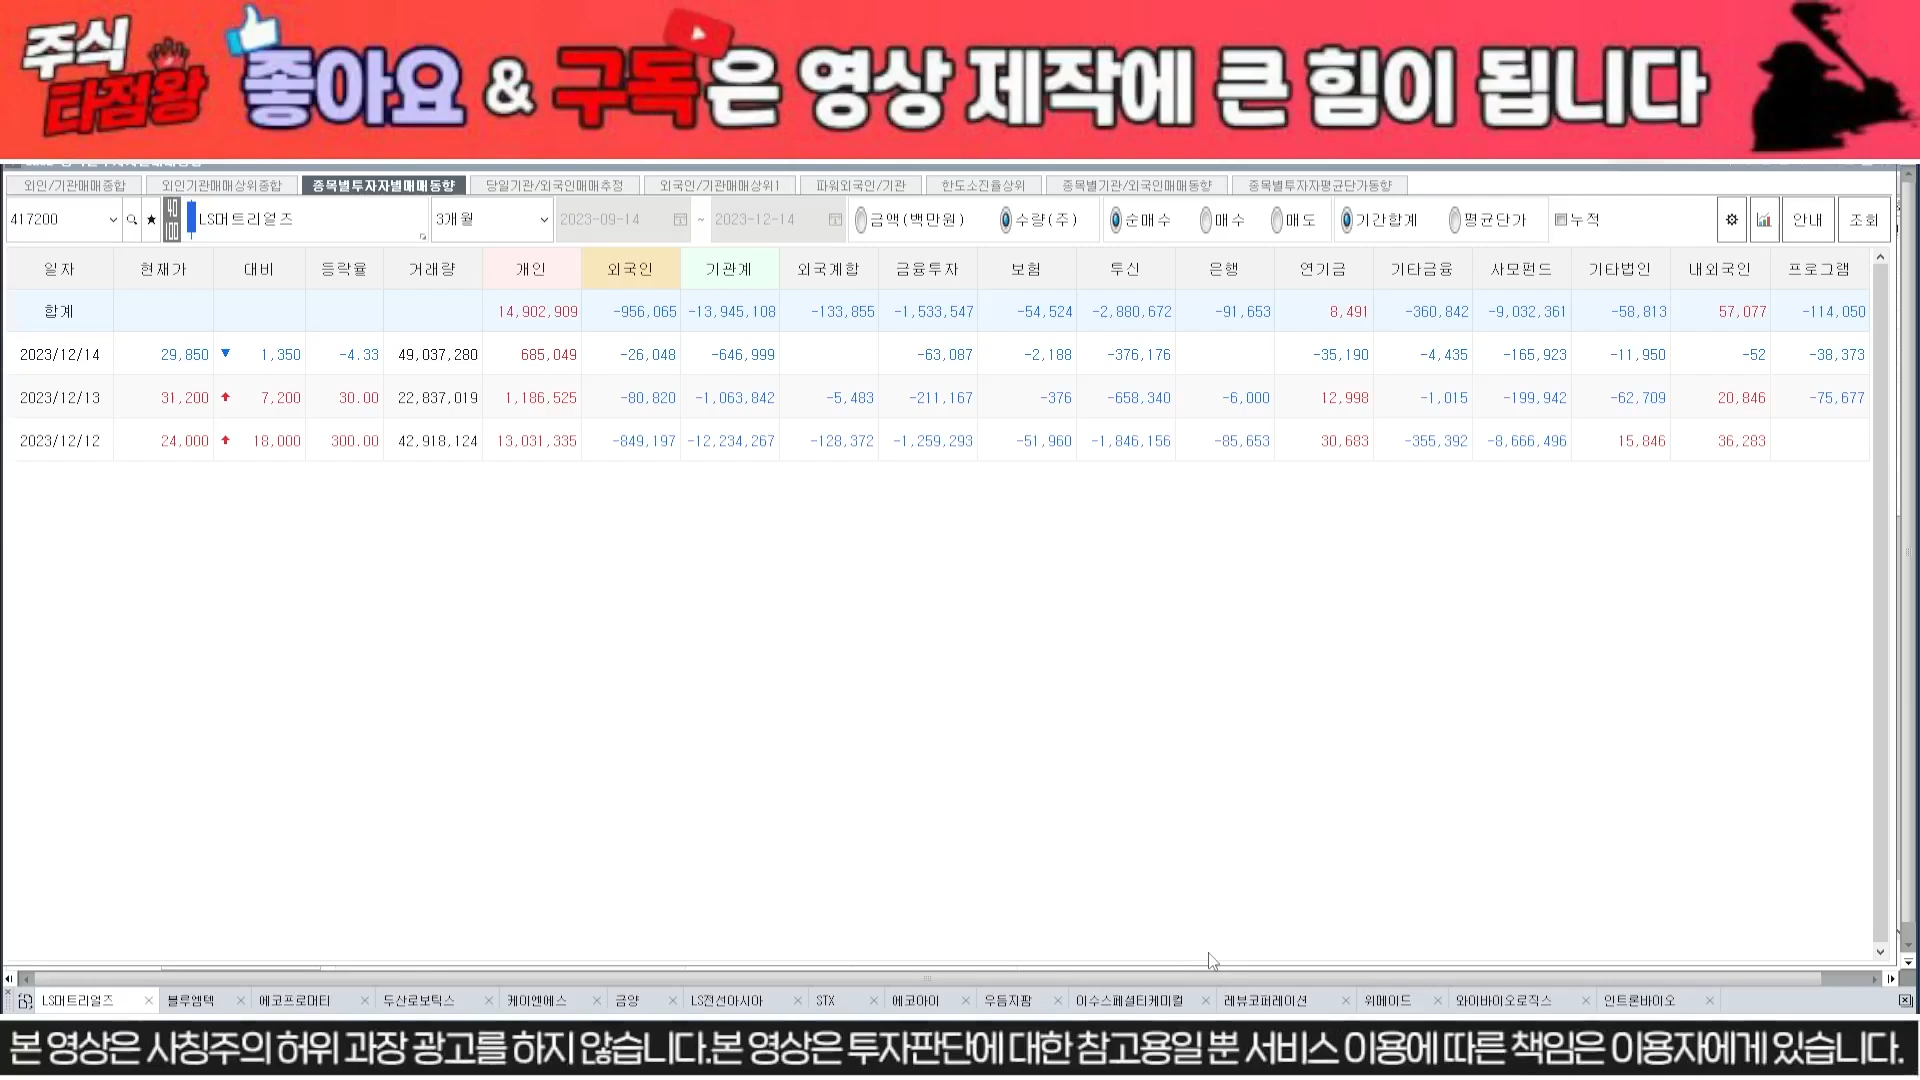 주식 타점왕 좋아요 & 구독은 영상 제작에 큰 힘이 됩니다
외인/기관매매종합 외인기관매매상위종합 종목별투자자별매매동향 당일기관/외국인매매추정 외국인/기관매매상위1 파워외국인/기관 한도소진율상위 종목별기관/외국인매매동향 종목별투자자평균단가동향
417200 40 100 LS머트리얼즈 3개월 2023-09-14 ~ 2023-12-14 금액(백만원) 수량(주) 순매수 매수 매도 기간합계 평균단가 누적 안내 조회
일자 현재가 대비 등락율 거래량 개인 외국인 기관계 외국계합 금융투자 보험 투신 은행 연기금 기타금융 사모펀드 기타법인 내외국인 프로그램
합계 14,902,909 -956,065 -13,945,108 -133,855 -1,533,547 -54,524 -2,880,672 -91,653 8,491 -360,842 -9,032,361 -58,813 57,077 -114,050
2023/12/14 29,850 ▼ 1,350 -4.33 49,037,280 685,049 -26,048 -646,999 -63,087 -2,188 -376,176 -35,190 -4,435 -165,923 -11,950 -52 -38,373
2023/12/13 31,200 ↑ 7,200 30.00 22,837,019 1,186,525 -80,820 -1,063,842 -5,483 -211,167 -376 -658,340 -6,000 12,998 -1,015 -199,942 -62,709 20,846 -75,677
2023/12/12 24,000 ↑ 18,000 300.00 42,918,124 13,031,335 -849,197 -12,234,267 -128,372 -1,259,293 -51,960 -1,846,156 -85,653 30,683 -355,392 -8,666,496 15,846 36,283
LS머트리얼즈 블루엠텍 에코프로머티 두산로보틱스 케이엔에스 금양 LS전선아시아 STX 에코아이 우듬지팜 이수스페셜티케미컬 레뷰코퍼레이션 위메이드 와이바이오로직스 인트론바이오
본 영상은 사칭주의 허위 과장 광고를 하지 않습니다.본 영상은 투자판단에 대한 참고용일 뿐 서비스 이용에 따른 책임은 이용자에게 있습니다.